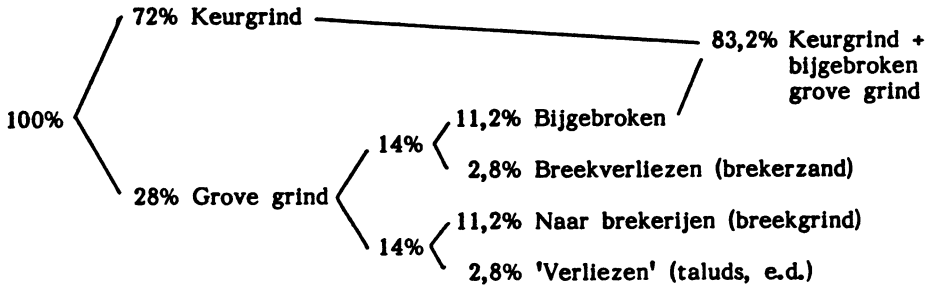 72% Keurgrind
83,2% Keurgrind +
bijgebroken
grove grind
100%
11,2% Bijgebroken
14%
2,8% Breekverliezen (brekerzand)
28% Grove grind
11,2% Naar brekerijen (breekgrind)
14%
2,8% 'Verliezen' (taluds, e.d.)